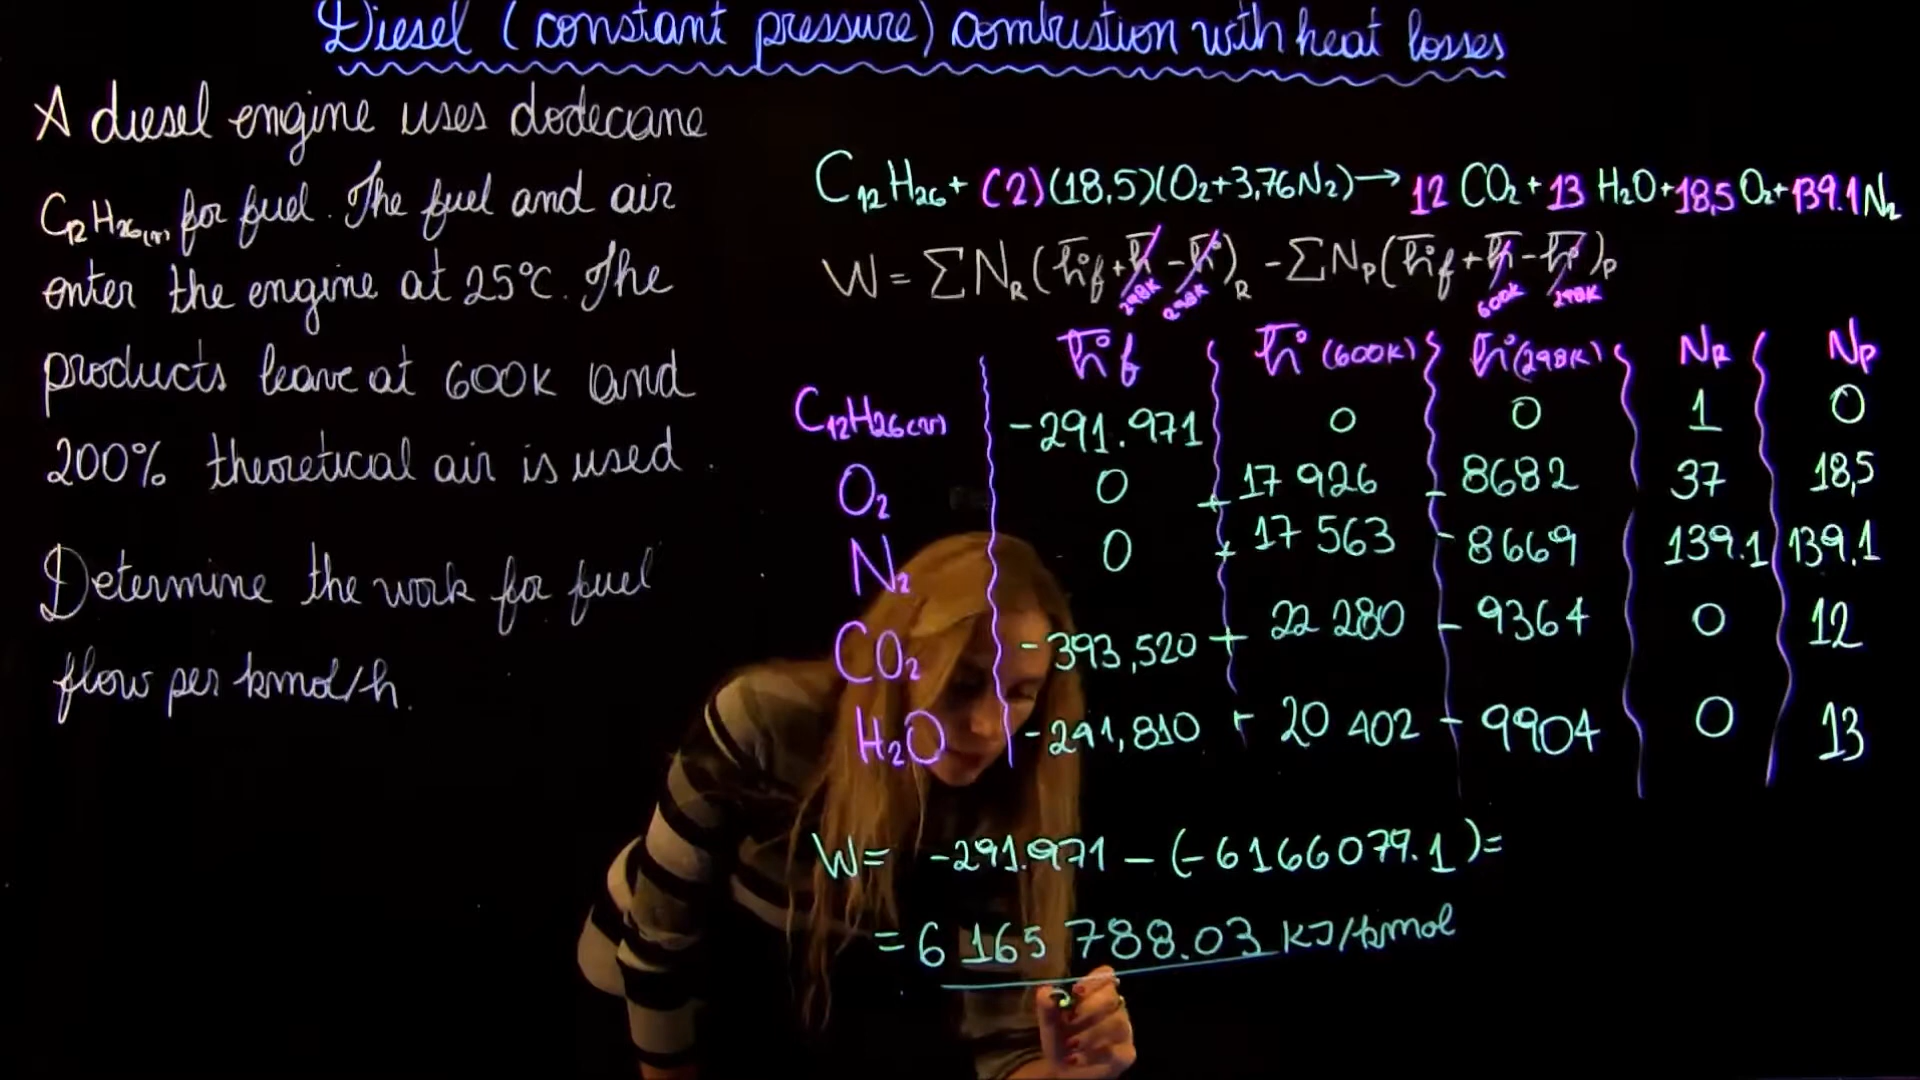 Diesel (constant pressure) combustion with heat losses
A diesel engine uses dodecane
C12H26(v) for fuel. The fuel and air
enter the engine at 25°C. The
products leave at 600K and
200% theoretical air is used.
Determine the work for fuel
flow per kmol/h.
C12H26 + (2)(18,5)(O2+3,76N2) → 12 CO2 + 13 H2O + 18,5 O2 + 139.1 N2
W = ΣNR (h̄°f + h̄ - h̄°)R - ΣNP (h̄°f + h̄ - h̄°)P
298K 298K 600K 298K
h̄°f h̄° (600K) h̄° (298K) NR NP
C12H26(v) -291.971 0 0 1 0
O2 0 + 17 926 - 8682 37 18,5
N2 0 + 17 563 - 8669 139.1 139.1
CO2 -393,520 + 22 280 - 9364 0 12
H2O -241,810 + 20 402 - 9904 0 13
W = -291.971 - (-6166079.1) =
= 6 165 788.03 KJ/kmol